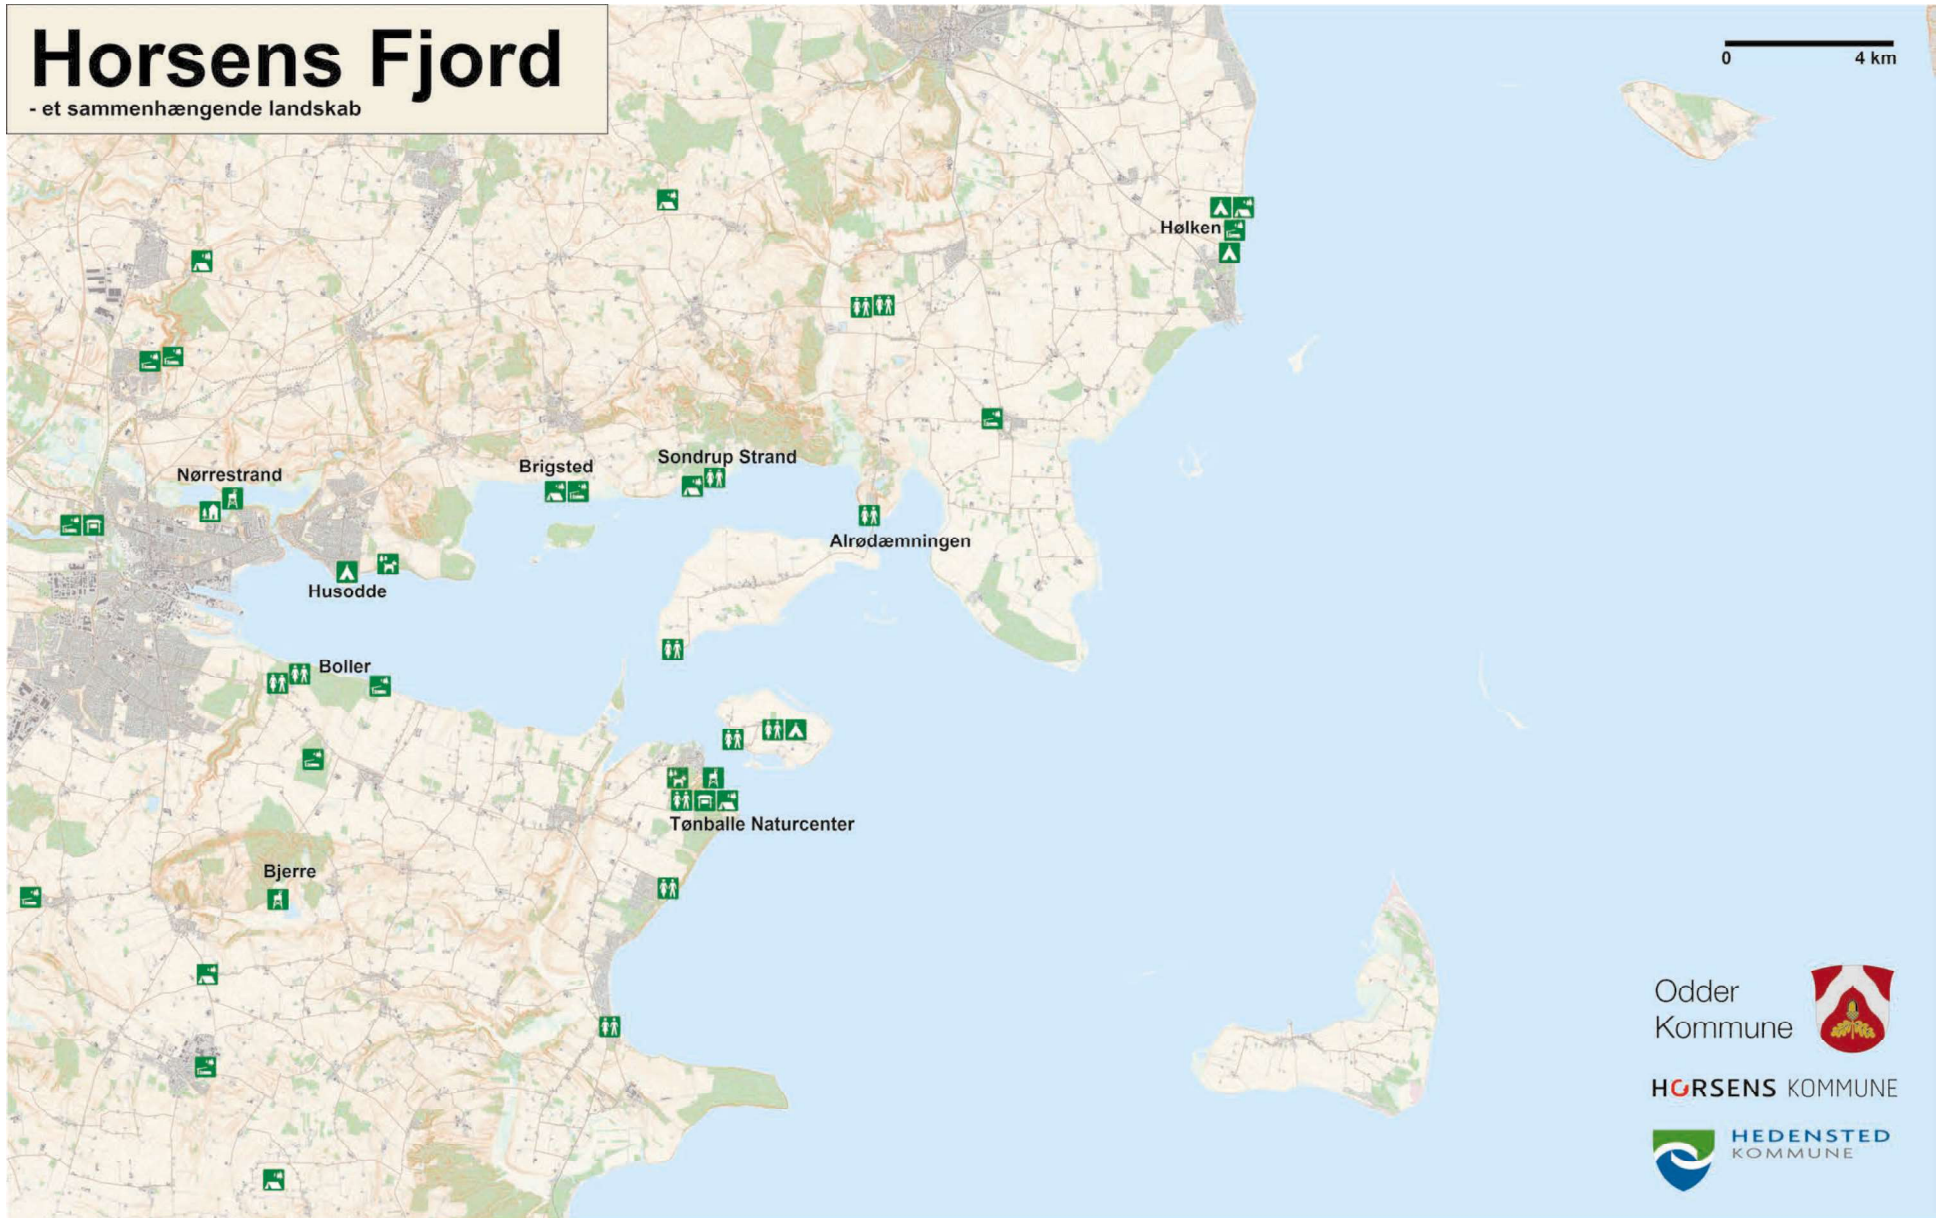 Horsens Fjord
- et sammenhængende landskab
0 4 km
Hølken
Nørrestrand
Brigsted
Sondrup Strand
Alrødæmningen
Husodde
Boller
Tønballe Naturcenter
Bjerre
Odder
Kommune
HORSENS KOMMUNE
HEDENSTED
KOMMUNE